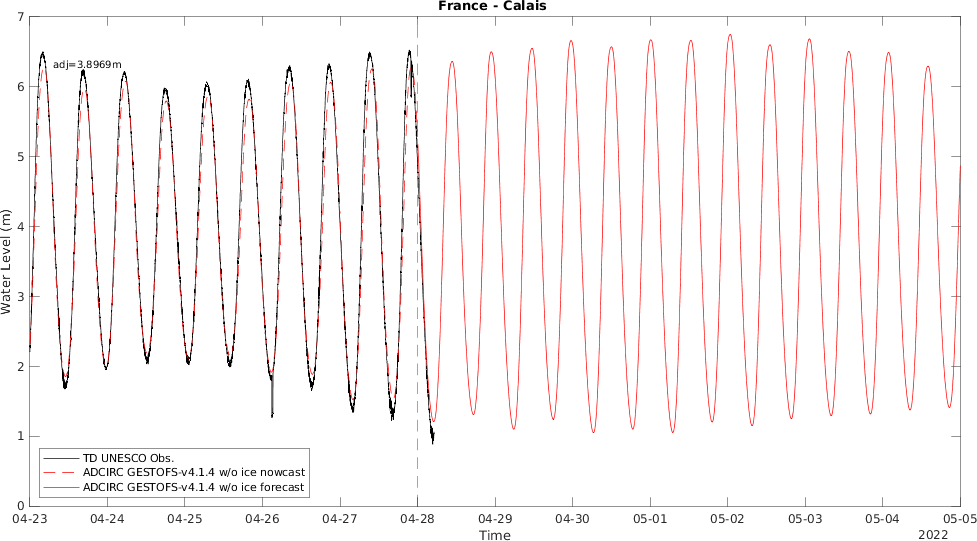 France - Calais
7
adj=3.8969m
6
5
4
3
2
1
0
Water Level (m)
TD UNESCO Obs.
ADCIRC GESTOFS-v4.1.4 w/o ice nowcast
ADCIRC GESTOFS-v4.1.4 w/o ice forecast
04-23 04-24 04-25 04-26 04-27 04-28 04-29 04-30 05-01 05-02 05-03 05-04 05-05
Time
2022